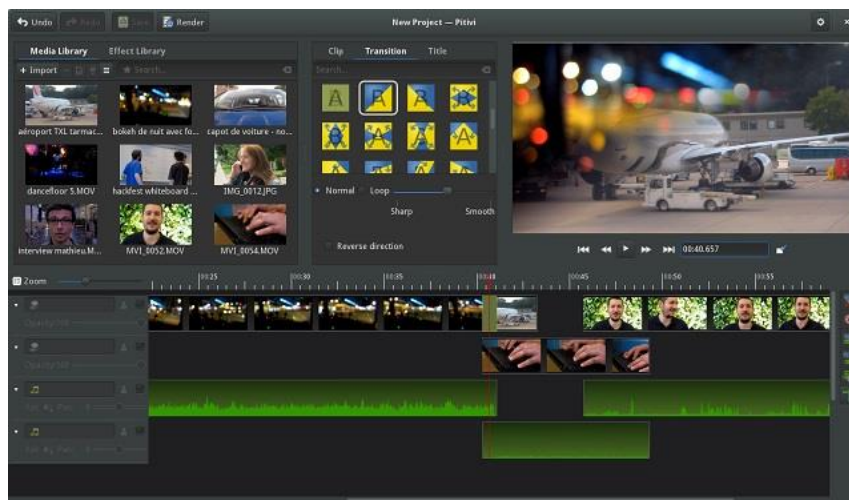 Undo
Redo
Save
Render
New Project — Pitivi
Media Library
Effect Library
+ Import
Search...
aéroport TXL tarmac...
bokeh de nuit avec fo...
capot de voiture - no...
dancefloor 5.MOV
hackfest whiteboard ...
IMG_0012.JPG
interview mathieu.M...
MVI_0052.MOV
MVI_0054.MOV
Clip
Transition
Title
Search...
Normal
Loop
Sharp
Smooth
Reverse direction
00:40.657
Zoom
00:25
00:30
00:35
00:40
00:45
00:50
00:55